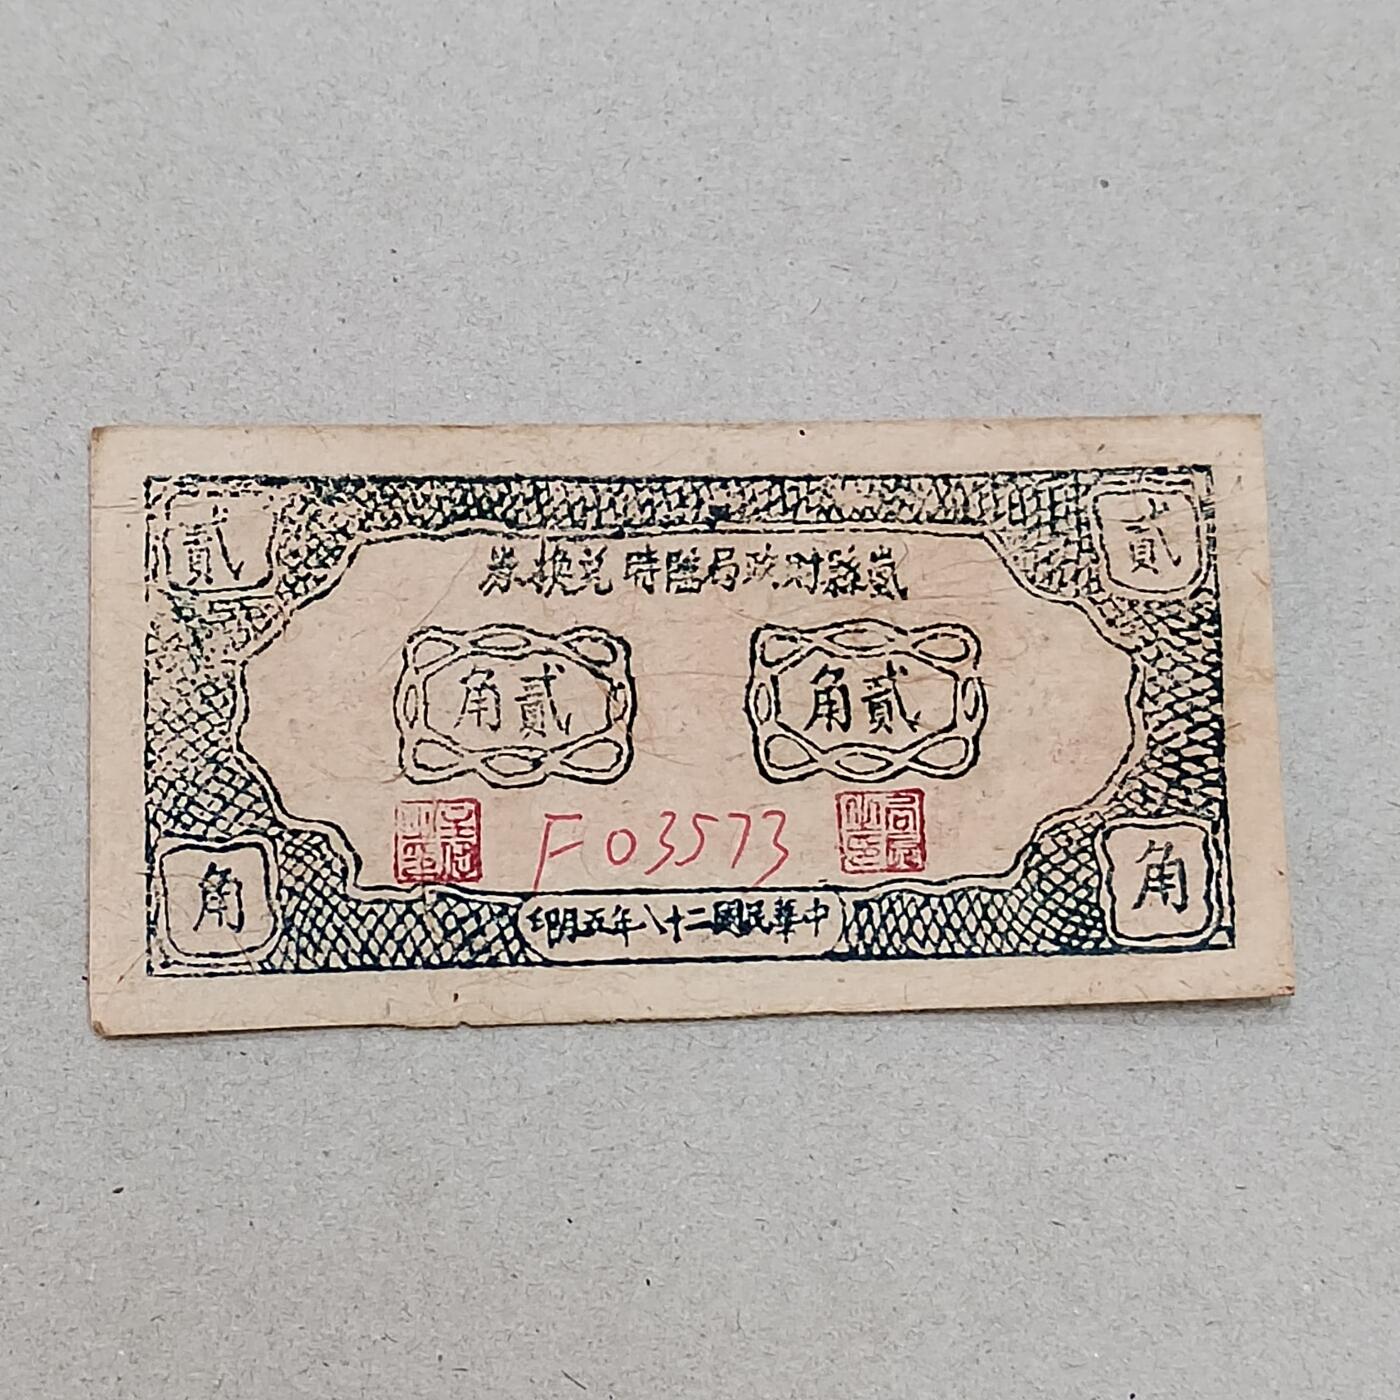 貳
貳
嵐縣財政局臨時兌換券
貳角
貳角
F03573
角
角
中華民國二十八年五月印